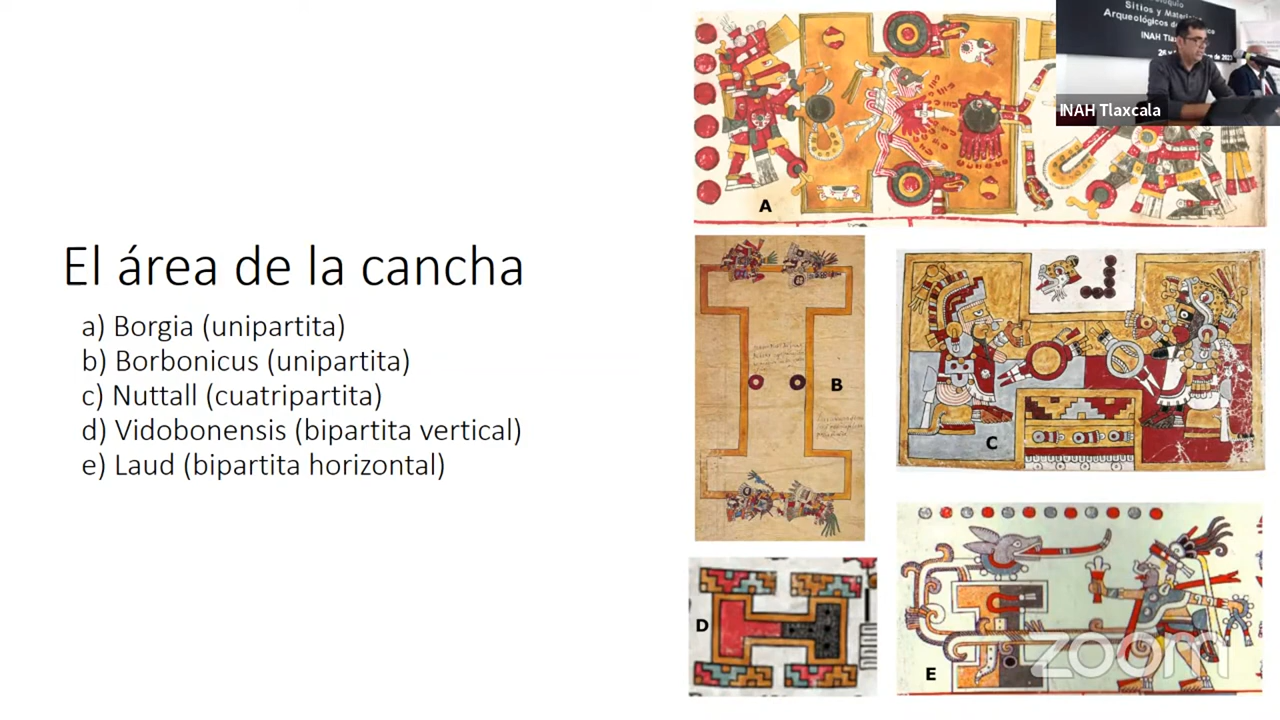 El área de la cancha
a) Borgia (unipartita)
b) Borbonicus (unipartita)
c) Nuttall (cuatripartita)
d) Vidobonensis (bipartita vertical)
e) Laud (bipartita horizontal)
A
B
C
D
E
Sitios y
Arqueológicos
INAH
INAH Tlaxcala
zoom